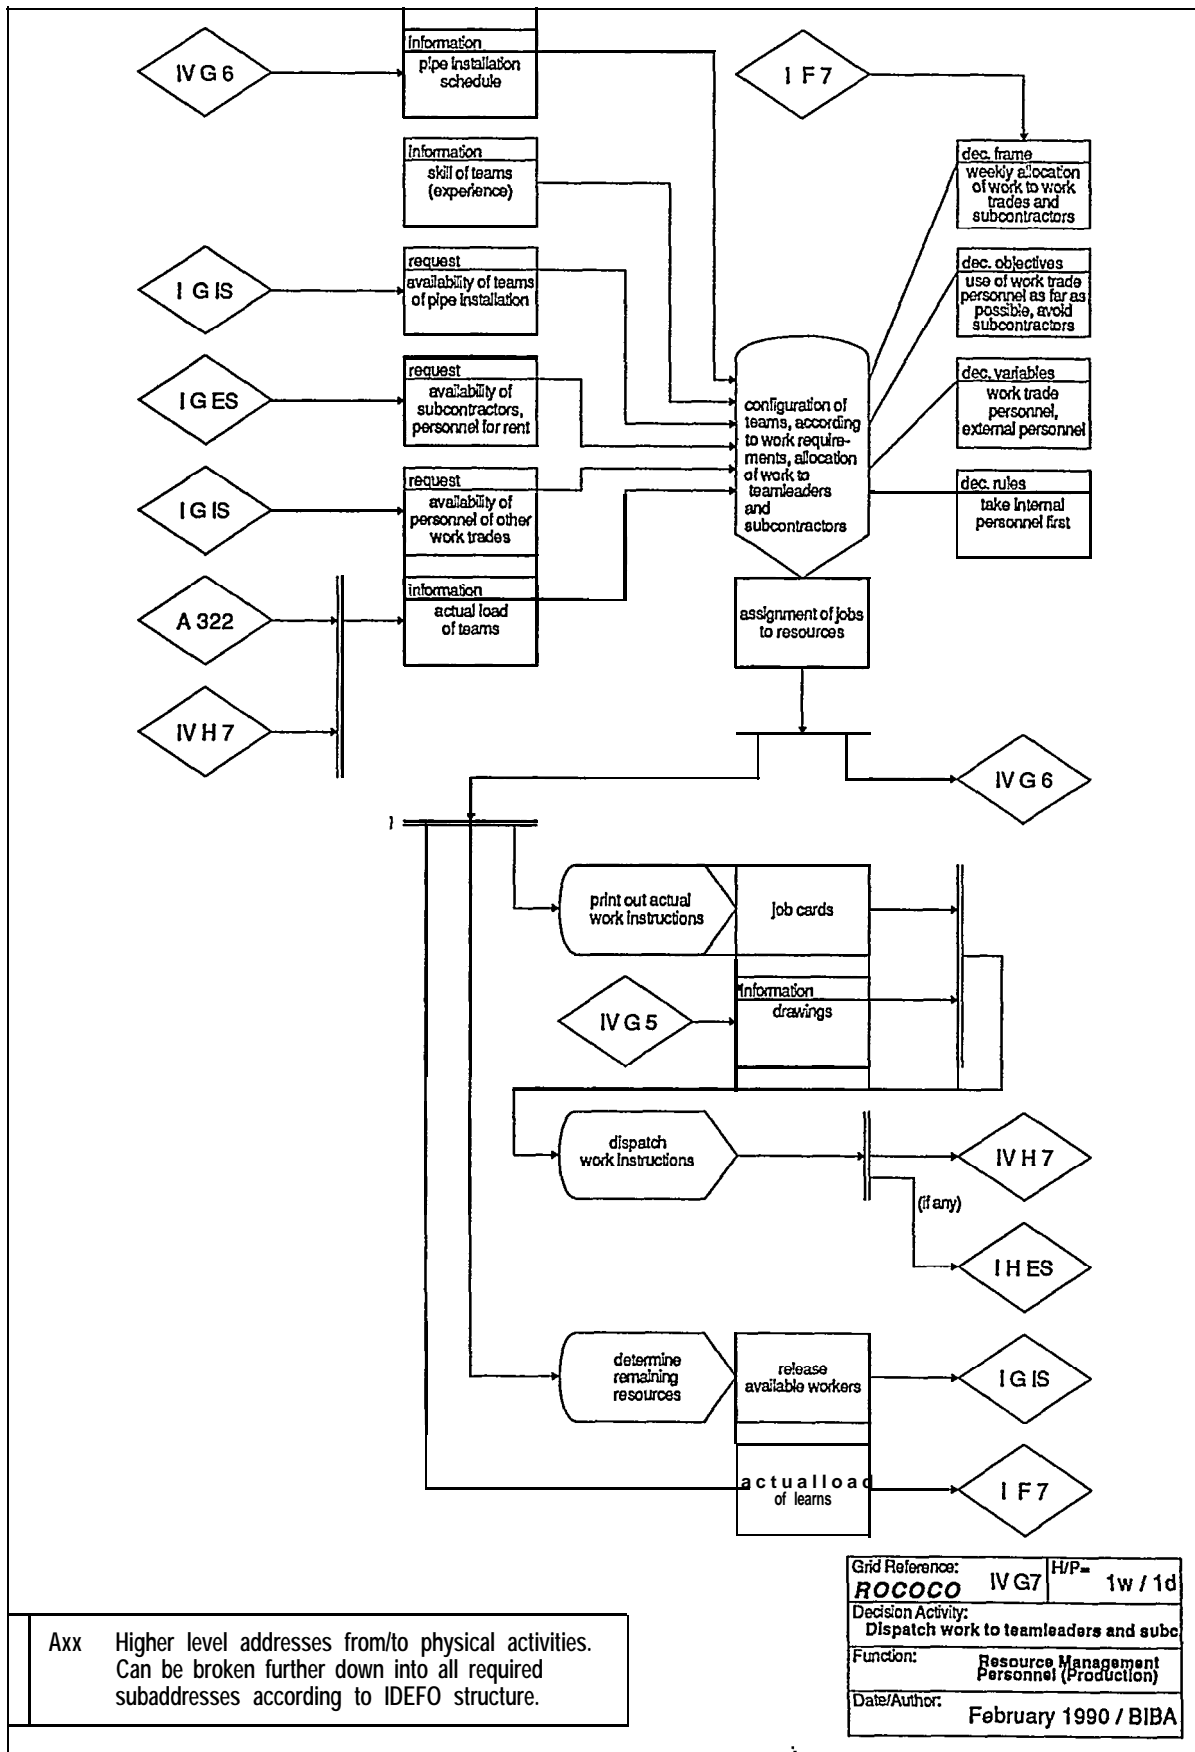 IV G 6
information
pipe installation
schedule
I F 7
information
skill of teams
(experience)
dec. frame
weekly allocation
of work to work
trades and
subcontractors
I G IS
request
availability of teams
of pipe installation
dec. objectives
use of work trade
personnel as far as
possible, avoid
subcontractors
I G ES
request
availability of
subcontractors,
personnel for rent
dec. variables
work trade
personnel,
external personnel
configuration of
teams, according
to work require-
ments, allocation
of work to
teamleaders
and
subcontractors
I G IS
request
availability of
personnel of other
work trades
dec. rules
take internal
personnel first
A 322
information
actual load
of teams
assignment of jobs
to resources
IV H 7
IV G 6
print out actual
work instructions
job cards
IV G 5
information
drawings
dispatch
work instructions
IV H 7
(if any)
I H ES
determine
remaining
resources
release
available workers
I G IS
actualload
of learns
I F 7
Grid Reference:
ROCOCO IV G7
H/P=
1w / 1d
Decision Activity:
Dispatch work to teamleaders and subc
Function:
Resource Management
Personnel (Production)
Date/Author:
February 1990 / BIBA
Axx Higher level addresses from/to physical activities.
Can be broken further down into all required
subaddresses according to IDEFO structure.